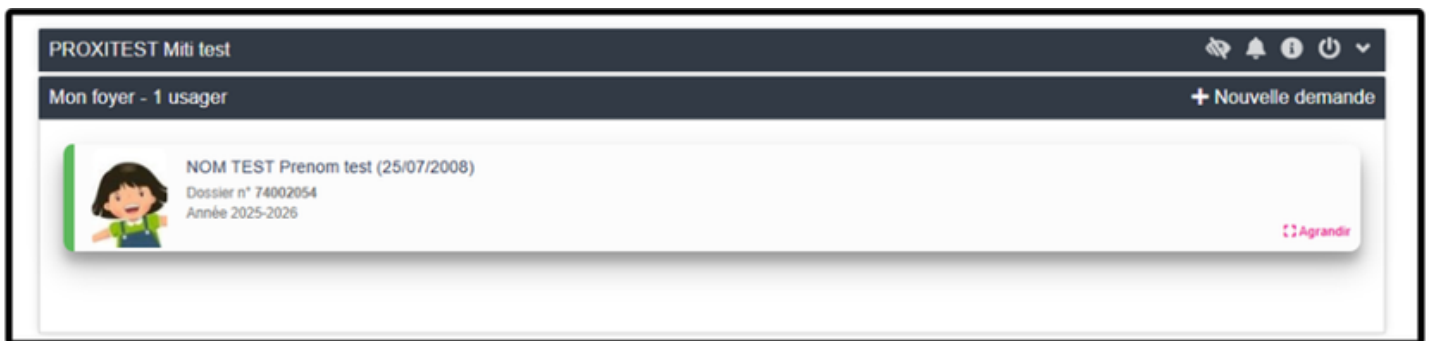 PROXITEST Miti test
Mon foyer - 1 usager
+ Nouvelle demande
NOM TEST Prenom test (25/07/2008)
Dossier n° 74002054
Année 2025-2026
Agrandir